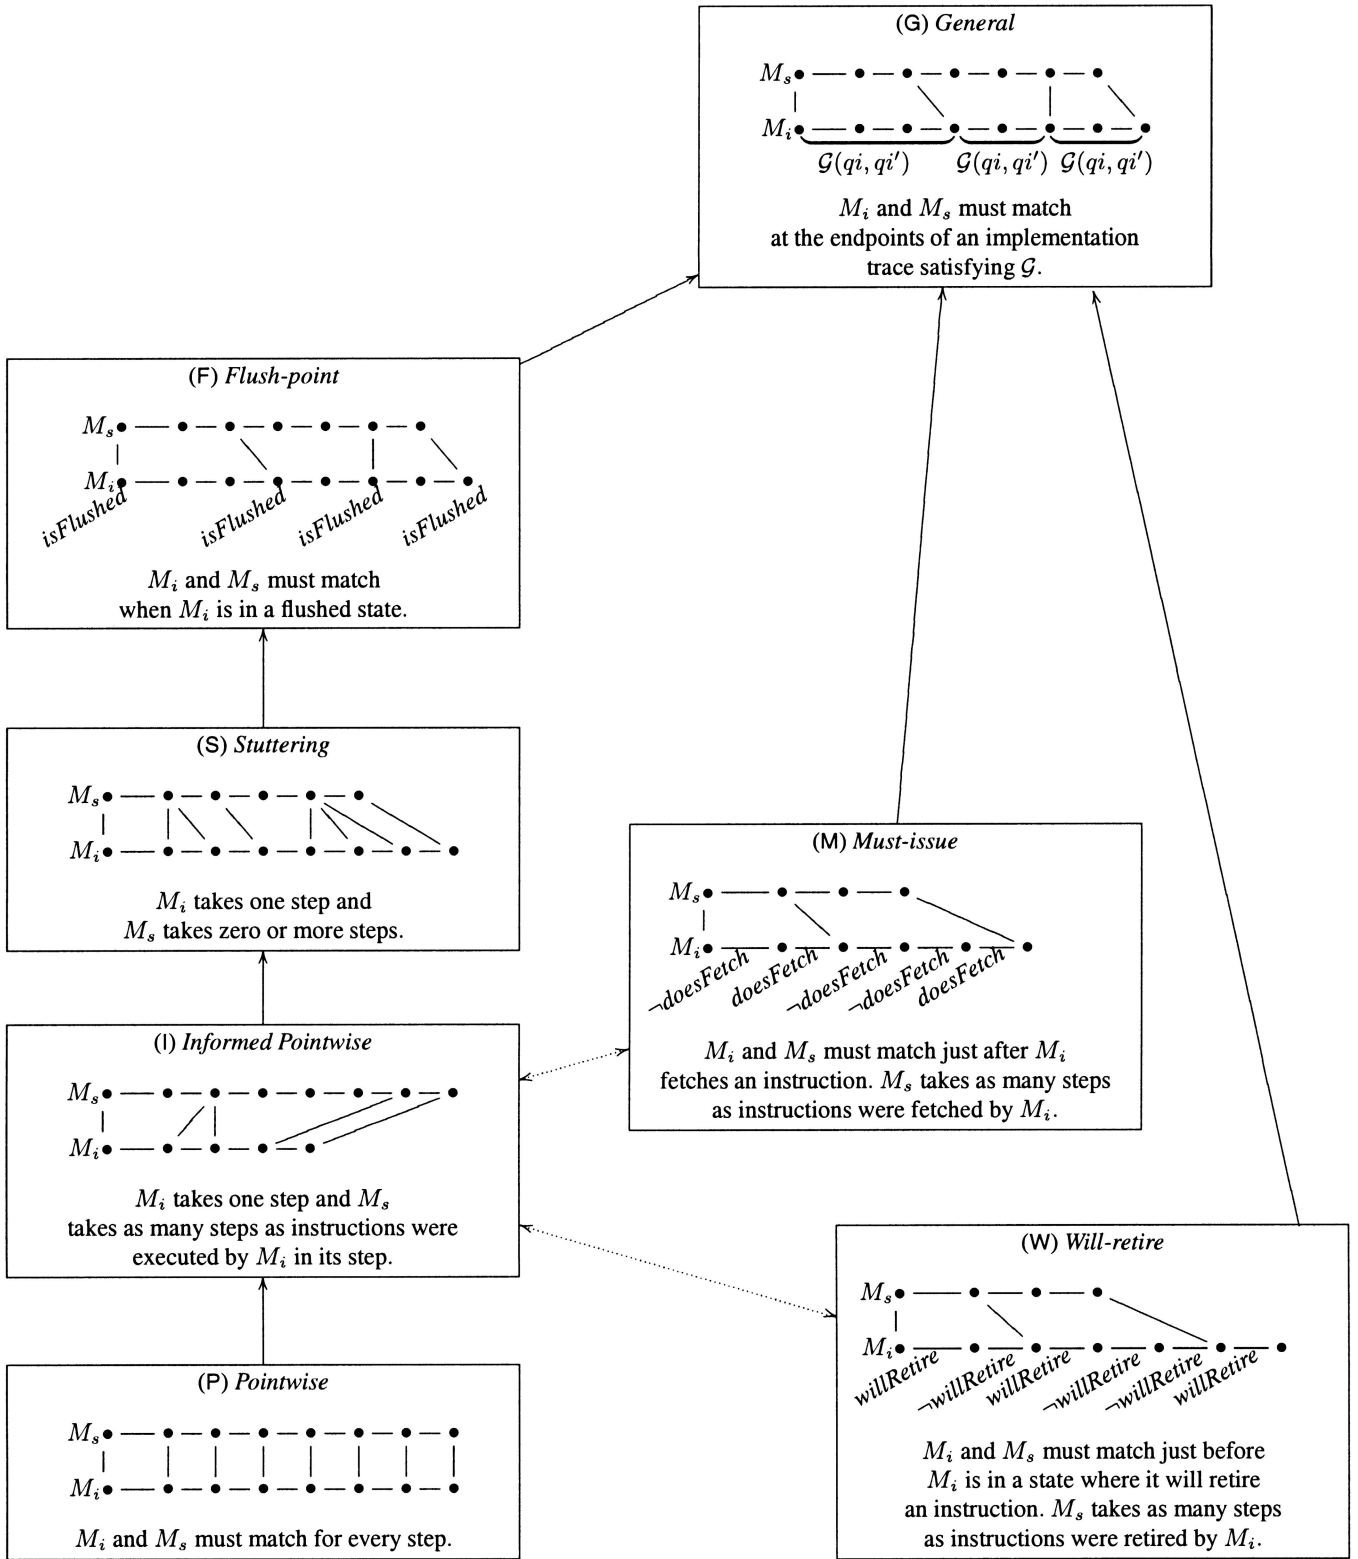 (G) General
M_s
M_i
𝒢(qi, qi′) 𝒢(qi, qi′) 𝒢(qi, qi′)
M_i and M_s must match
at the endpoints of an implementation
trace satisfying 𝒢.
(F) Flush-point
M_s
M_i
isFlushed isFlushed isFlushed isFlushed
M_i and M_s must match
when M_i is in a flushed state.
(S) Stuttering
M_s
M_i
M_i takes one step and
M_s takes zero or more steps.
(M) Must-issue
M_s
M_i
¬doesFetch doesFetch ¬doesFetch ¬doesFetch doesFetch
M_i and M_s must match just after M_i
fetches an instruction. M_s takes as many steps
as instructions were fetched by M_i.
(I) Informed Pointwise
M_s
M_i
M_i takes one step and M_s
takes as many steps as instructions were
executed by M_i in its step.
(W) Will-retire
M_s
M_i
willRetire ¬willRetire willRetire ¬willRetire ¬willRetire willRetire
M_i and M_s must match just before
M_i is in a state where it will retire
an instruction. M_s takes as many steps
as instructions were retired by M_i.
(P) Pointwise
M_s
M_i
M_i and M_s must match for every step.